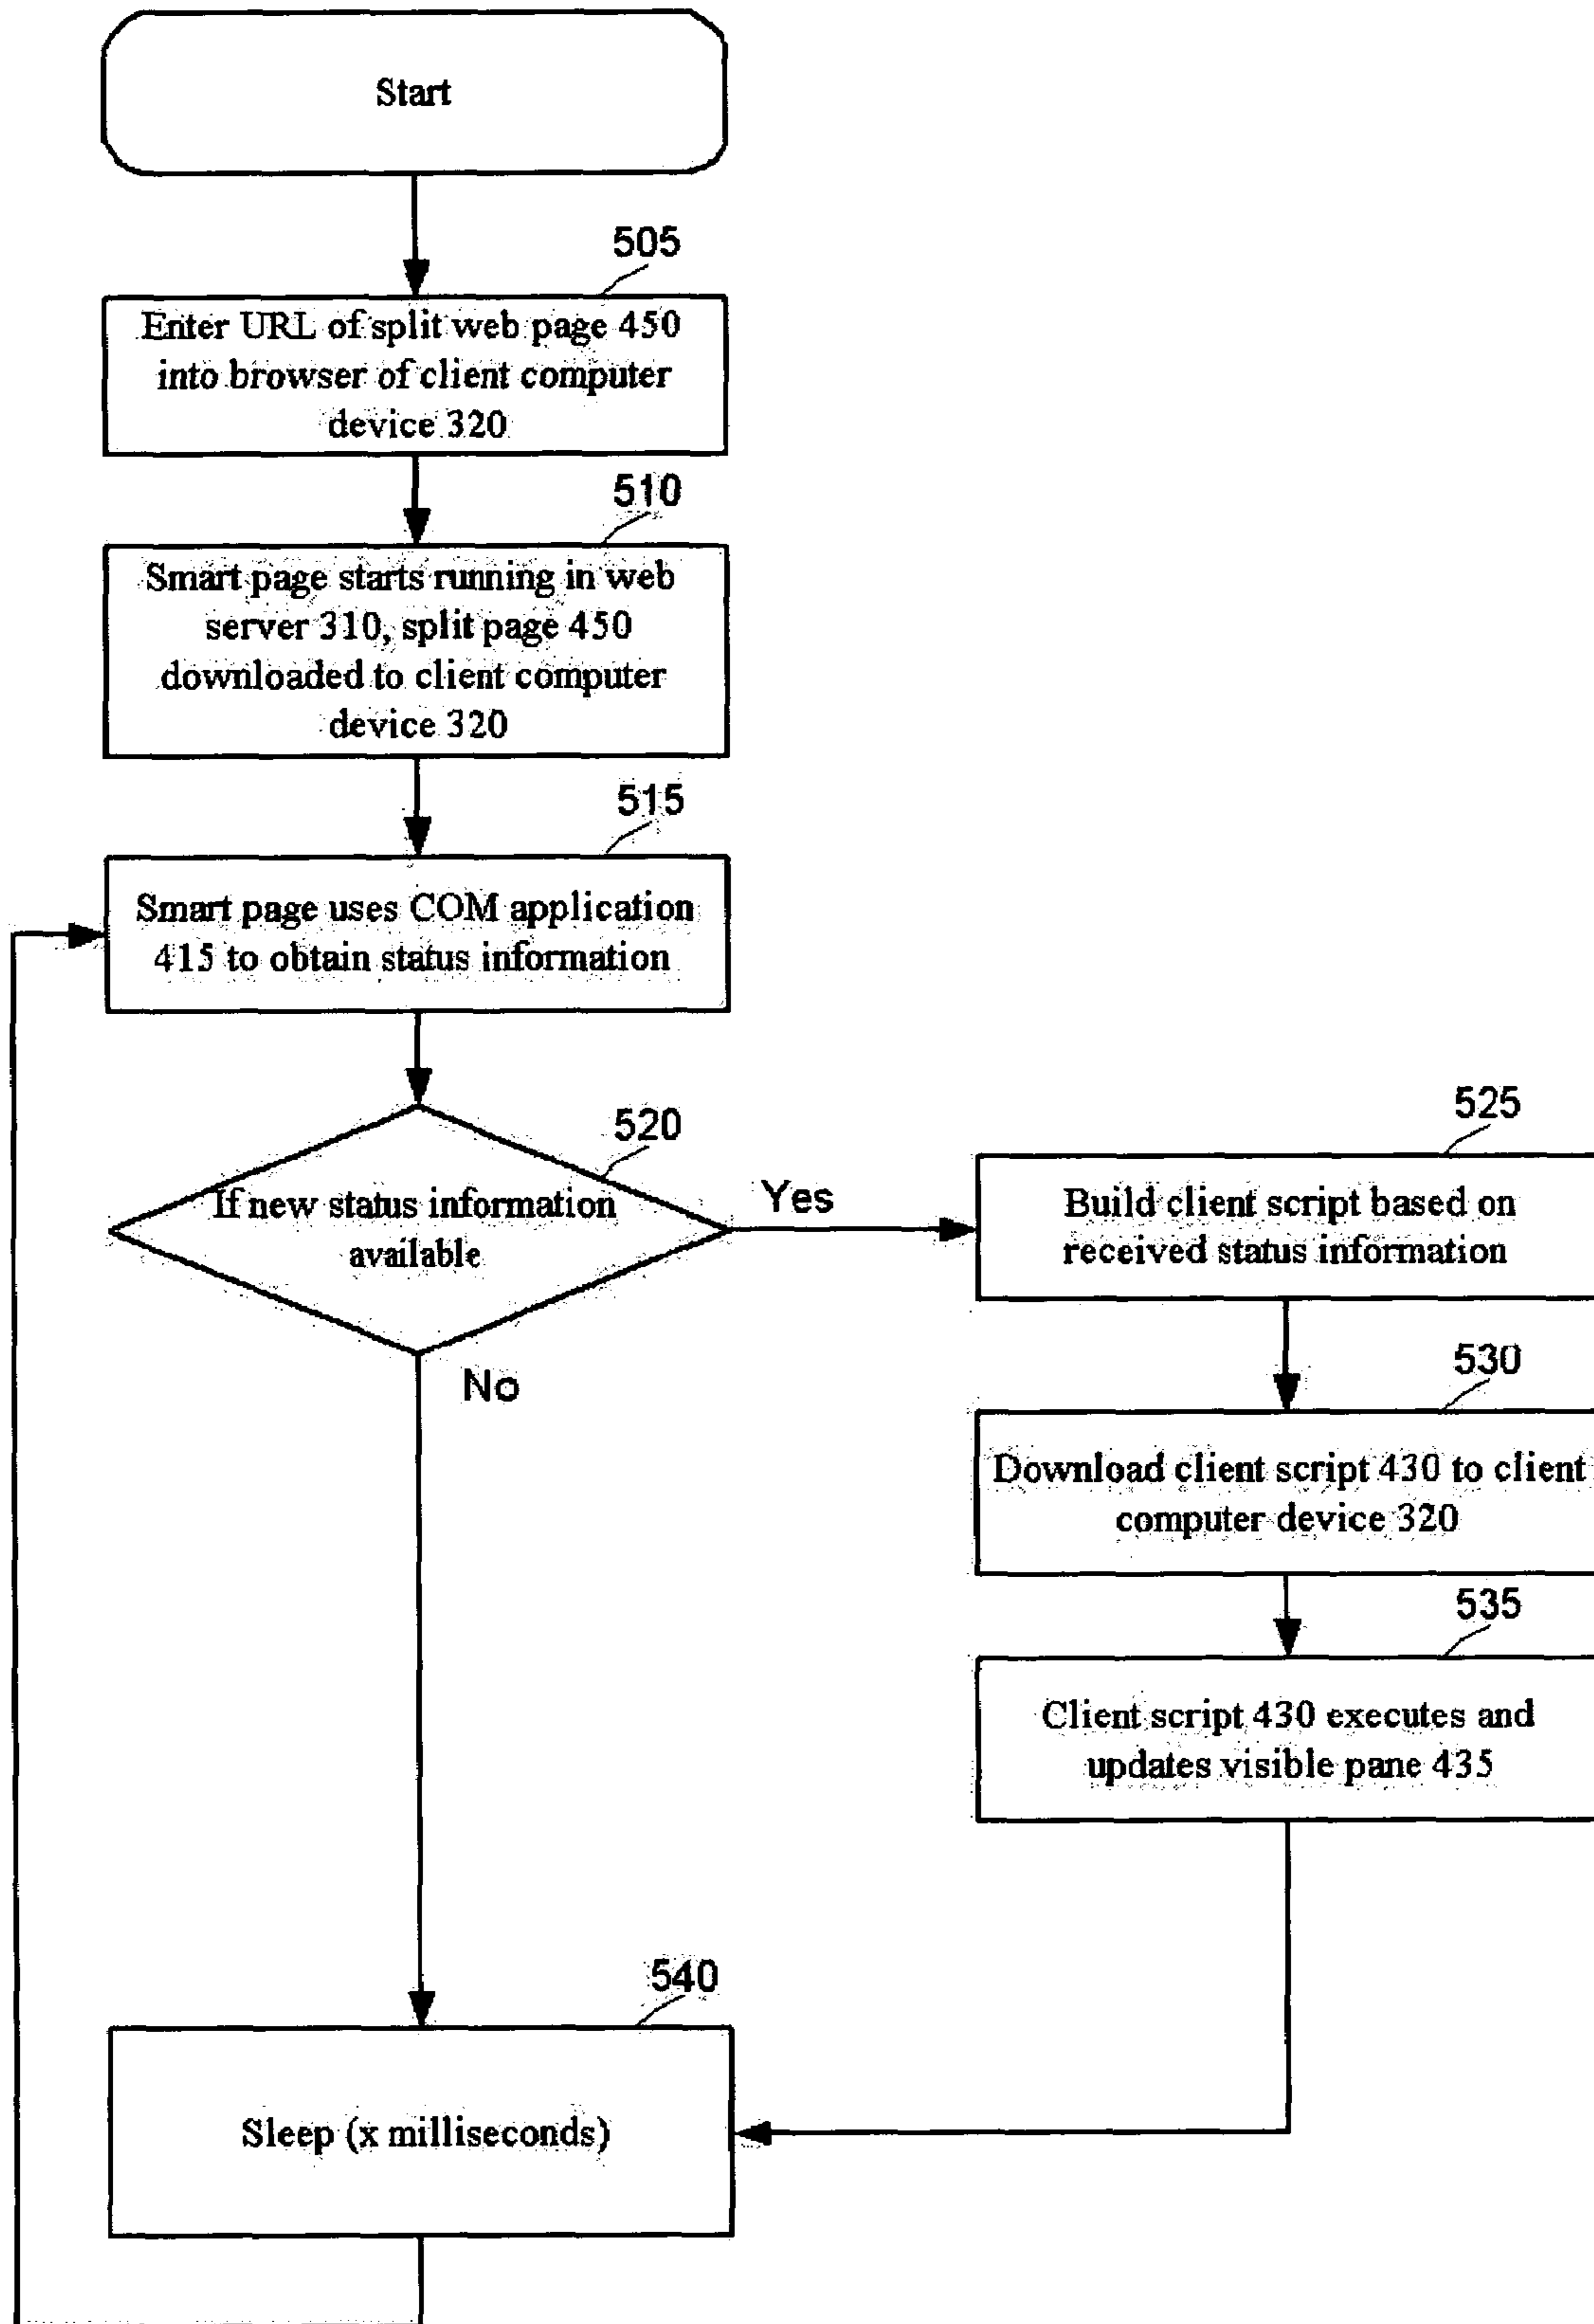 Start
505
Enter URL of split web page 450
into browser of client computer
device 320
510
Smart page starts running in web
server 310, split page 450
downloaded to client computer
device 320
515
Smart page uses COM application
415 to obtain status information
520
If new status information
available
Yes
No
525
Build client script based on
received status information
530
Download client script 430 to client
computer device 320
535
Client script 430 executes and
updates visible pane 435
540
Sleep (x milliseconds)